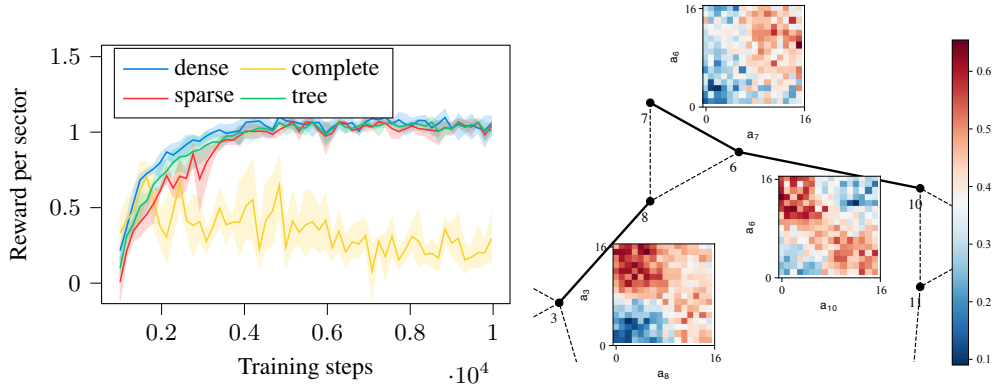 1.5
1
0.5
0
Reward per sector
dense
complete
sparse
tree
0.2
0.4
0.6
0.8
1
Training steps
·10⁴
16
a₆
0
0
16
a₇
7
6
8
10
11
3
16
a₆
0
0
16
a₁₀
16
a₃
0
0
16
a₈
0.6
0.5
0.4
0.3
0.2
0.1